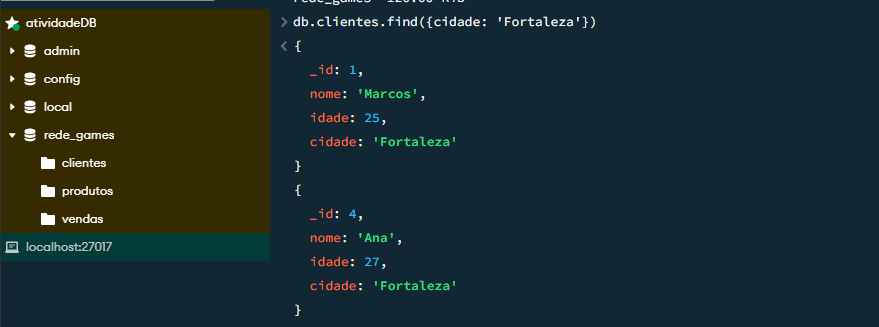 atividadeDB
admin
config
local
rede_games
clientes
produtos
vendas
localhost:27017
db.clientes.find({cidade: 'Fortaleza'})
{
_id: 1,
nome: 'Marcos',
idade: 25,
cidade: 'Fortaleza'
}
{
_id: 4,
nome: 'Ana',
idade: 27,
cidade: 'Fortaleza'
}